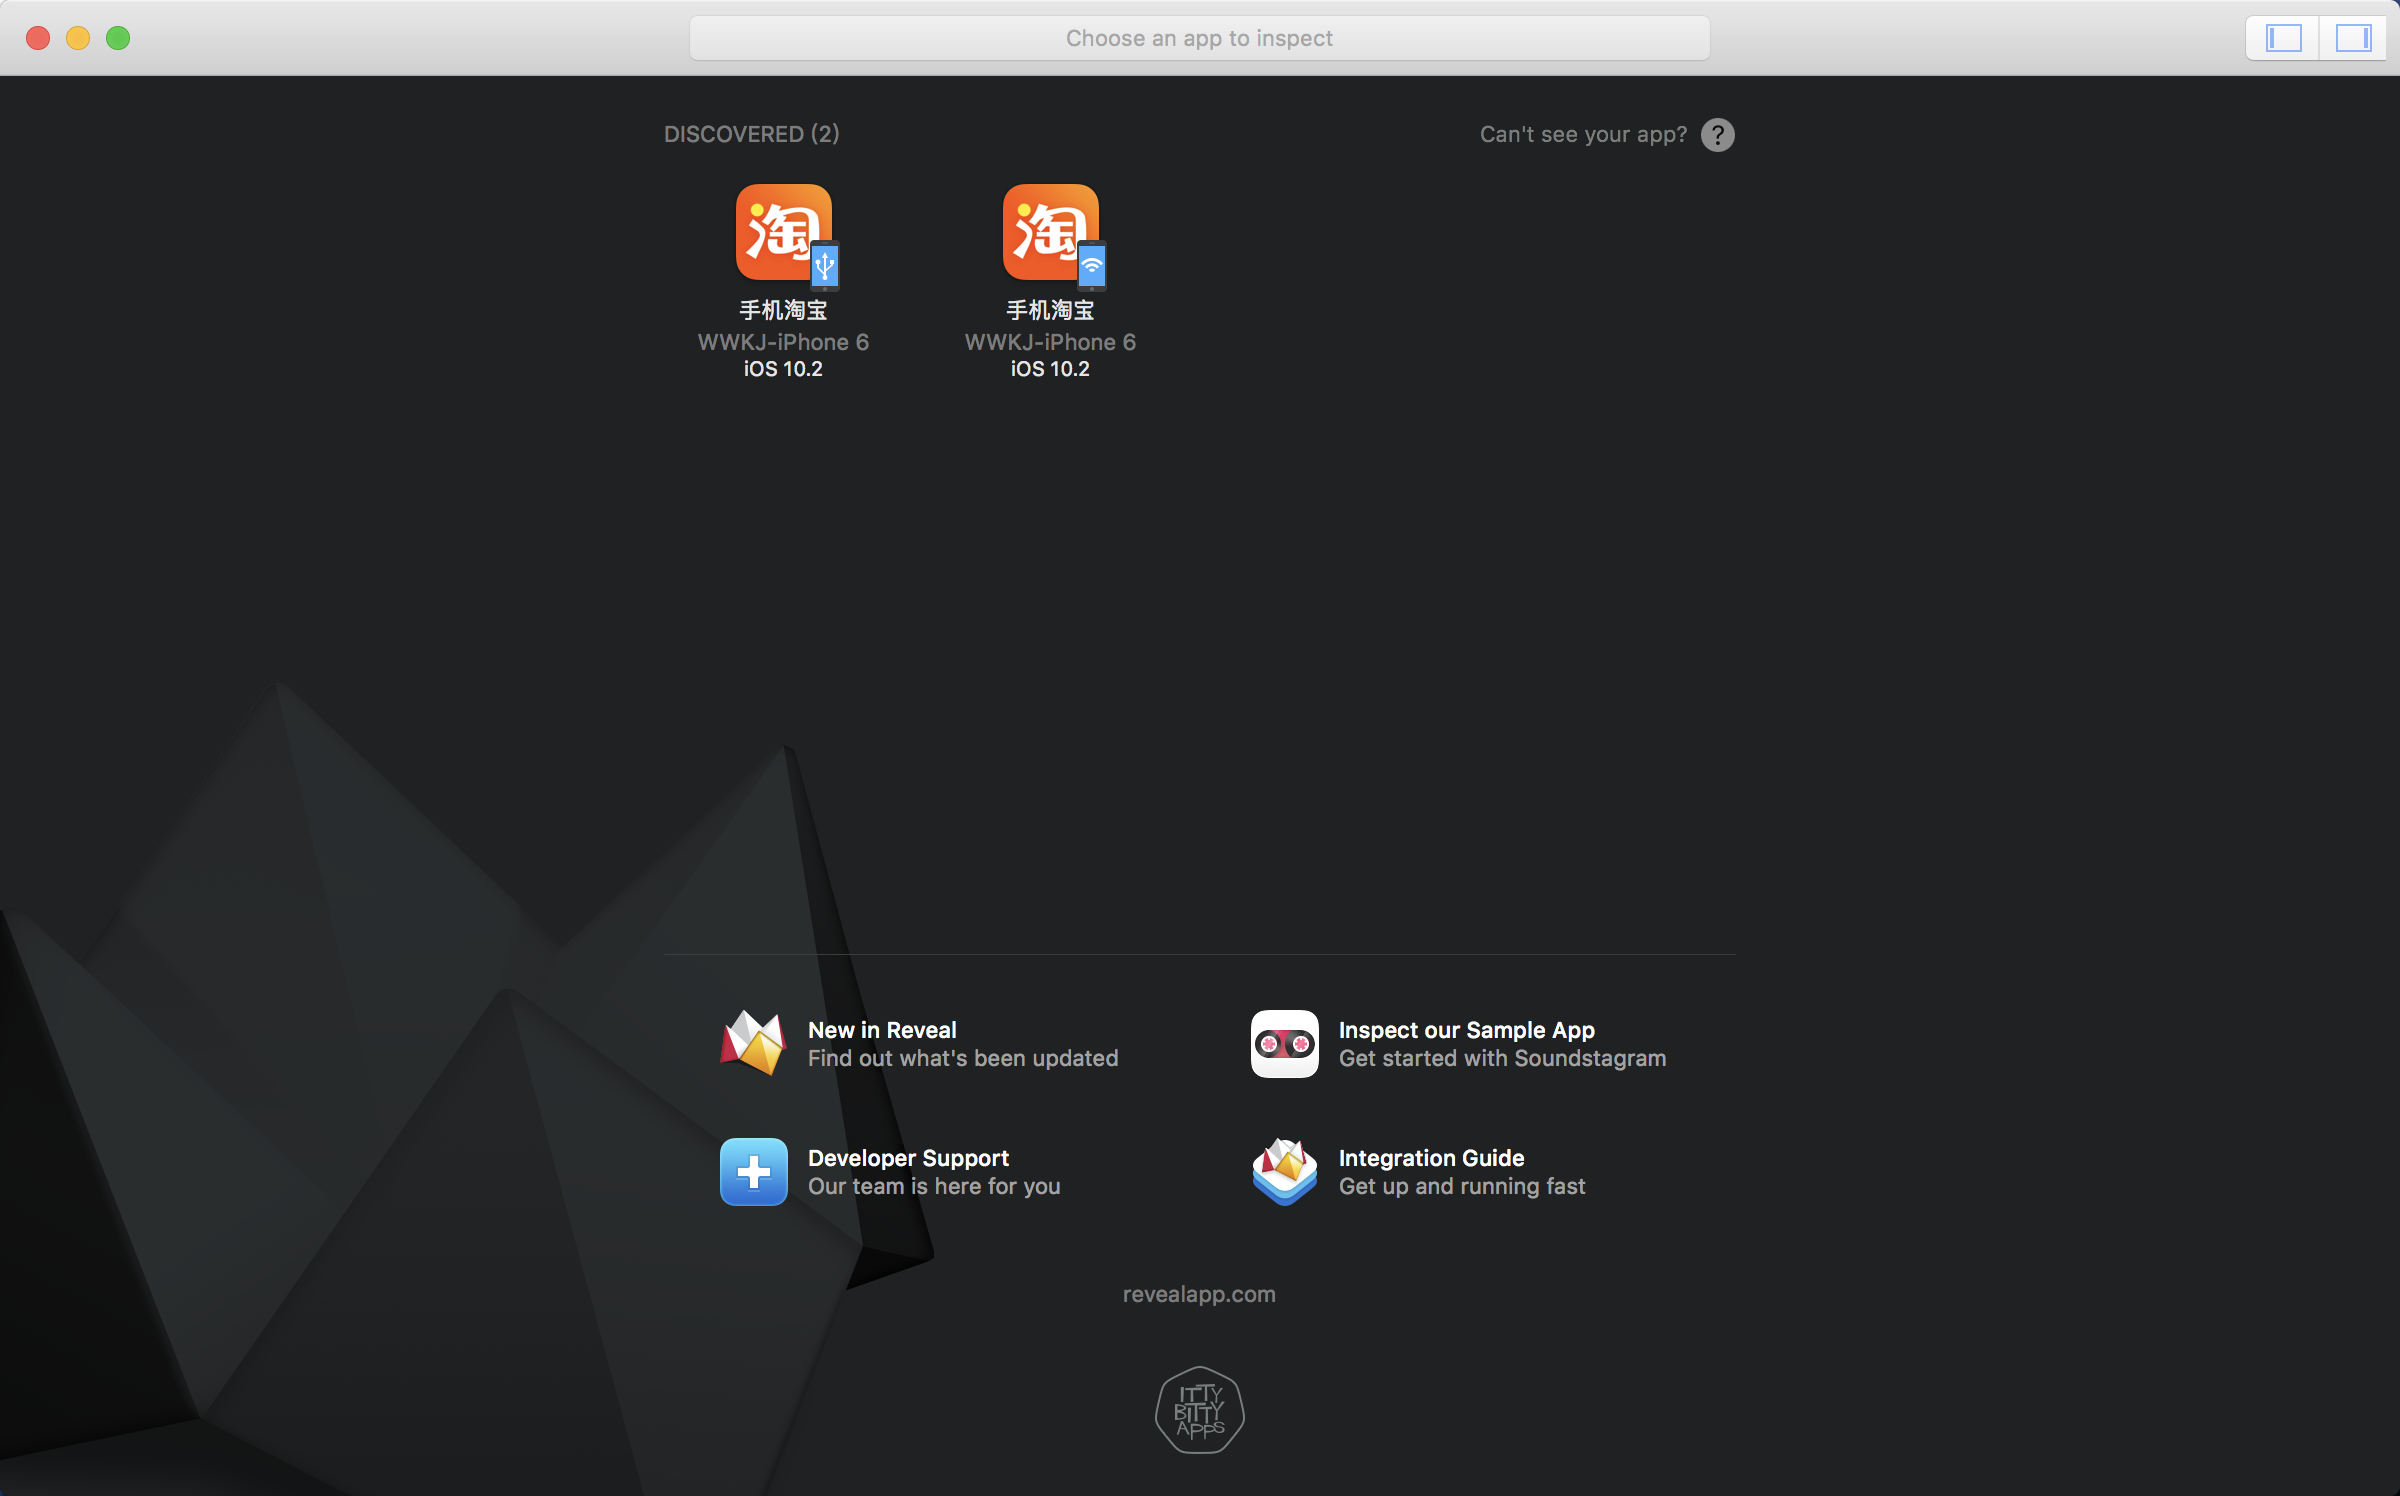 Choose an app to inspect
DISCOVERED (2)
Can't see your app? ?
淘
淘
手机淘宝
WWKJ-iPhone 6
iOS 10.2
手机淘宝
WWKJ-iPhone 6
iOS 10.2
New in Reveal
Find out what's been updated
Inspect our Sample App
Get started with Soundstagram
Developer Support
Our team is here for you
Integration Guide
Get up and running fast
revealapp.com
ITTY
BITTY
APPS